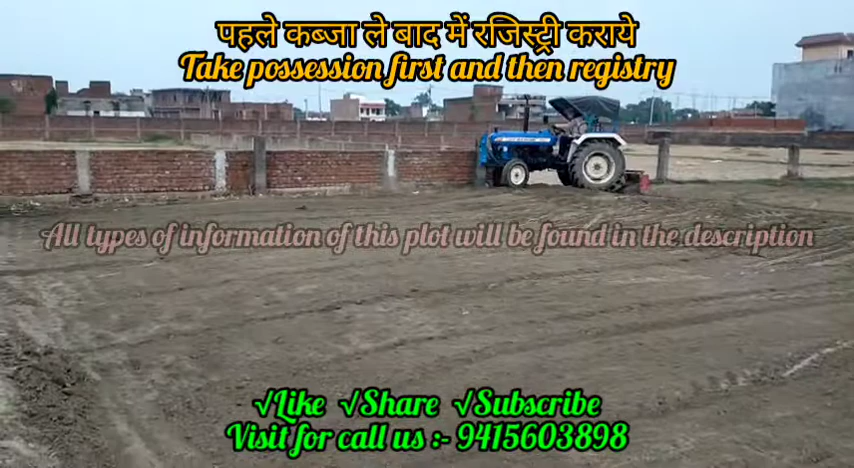 पहले कब्जा ले बाद में रजिस्ट्री कराये
Take possession first and then registry
All types of information of this plot will be found in the description
√Like √Share √Subscribe
Visit for call us :- 9415603898